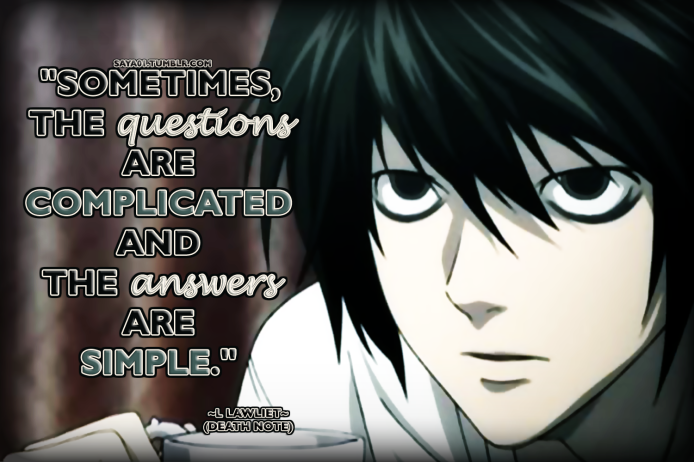 SAYA01.TUMBLR.COM
"SOMETIMES,
THE questions
ARE
COMPLICATED
AND
THE answers
ARE
SIMPLE."
~L LAWLIET~
(DEATH NOTE)